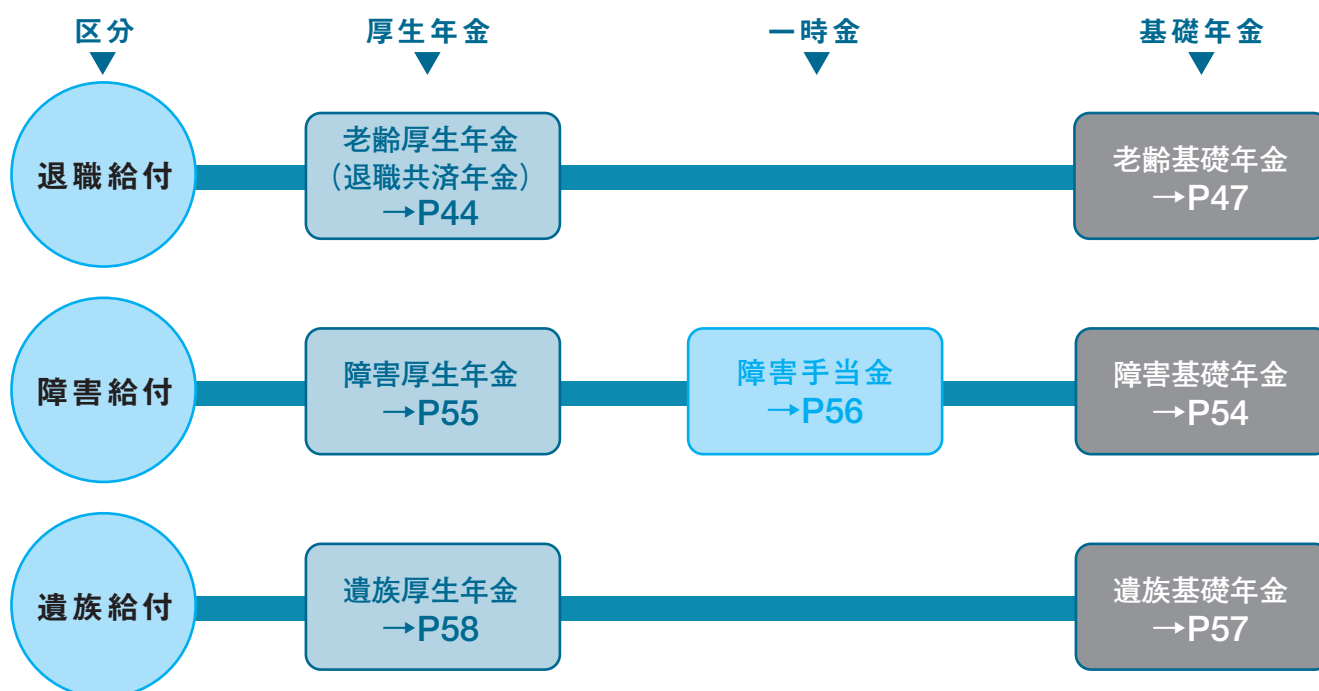 区分 厚生年金 一時金 基礎年金
退職給付
老齢厚生年金
（退職共済年金）
→P44
老齢基礎年金
→P47
障害給付
障害厚生年金
→P55
障害手当金
→P56
障害基礎年金
→P54
遺族給付
遺族厚生年金
→P58
遺族基礎年金
→P57